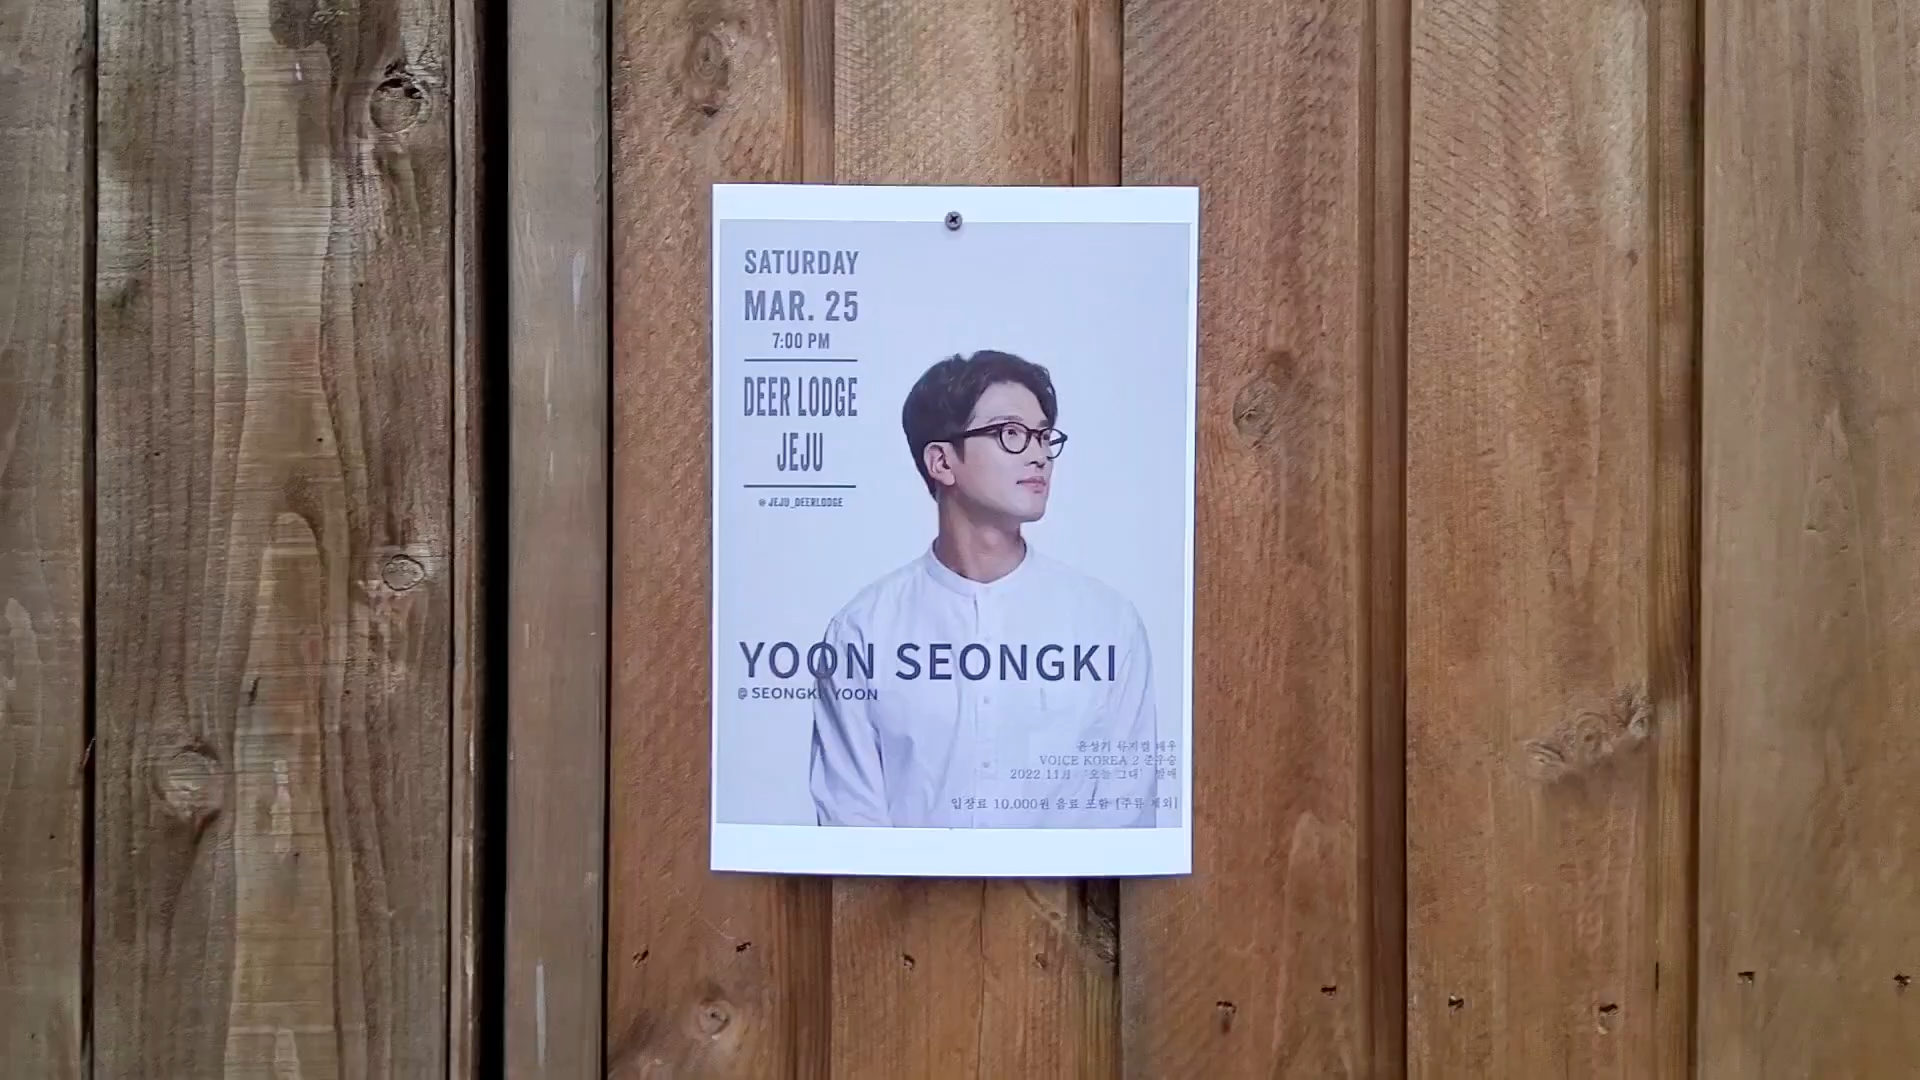 SATURDAY
MAR. 25
7:00 PM
DEER LODGE
JEJU
@ JEJU_DEERLODGE
YOON SEONGKI
@ SEONGKI_YOON
윤성기 뮤지컬 배우
VOICE KOREA 2 준우승
2022 11월 '오늘 그대' 발매
입장료 10,000원 음료 포함 [주류 제외]